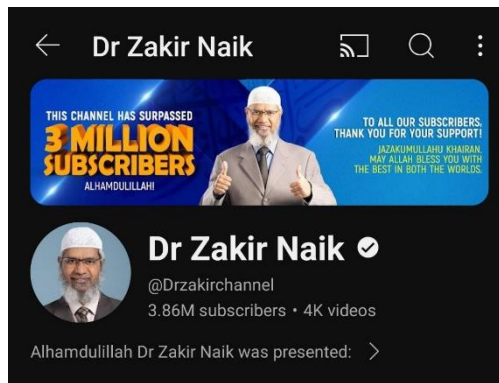 Dr Zakir Naik
THIS CHANNEL HAS SURPASSED
3 MILLION
SUBSCRIBERS
ALHAMDULILLAH!
TO ALL OUR SUBSCRIBERS,
THANK YOU FOR YOUR SUPPORT!
JAZAKUMULLAHU KHAIRAN.
MAY ALLAH BLESS YOU WITH
THE BEST IN BOTH THE WORLDS.
Dr Zakir Naik
@Drzakirchannel
3.86M subscribers • 4K videos
Alhamdulillah Dr Zakir Naik was presented: